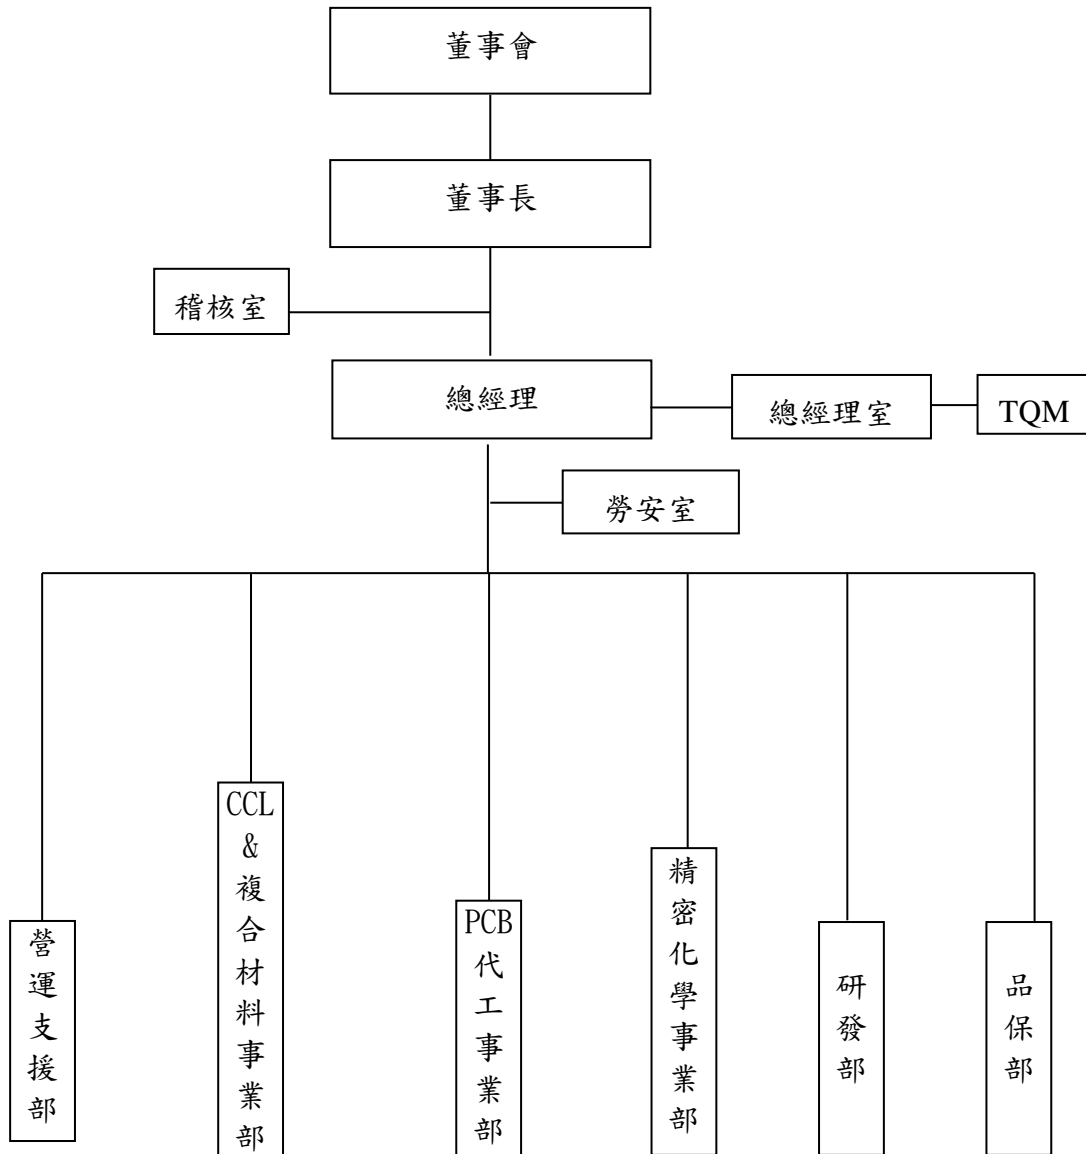 董事會
董事長
稽核室
總經理
總經理室
TQM
勞安室
營運支援部
CCL&複合材料事業部
PCB代工事業部
精密化學事業部
研發部
品保部